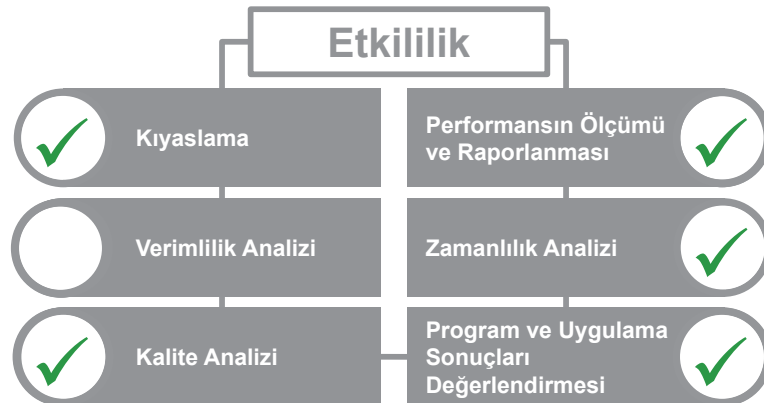 Etkililik
Kıyaslama
Performansın Ölçümü
ve Raporlanması
Verimlilik Analizi
Zamanlılık Analizi
Kalite Analizi
Program ve Uygulama
Sonuçları
Değerlendirmesi